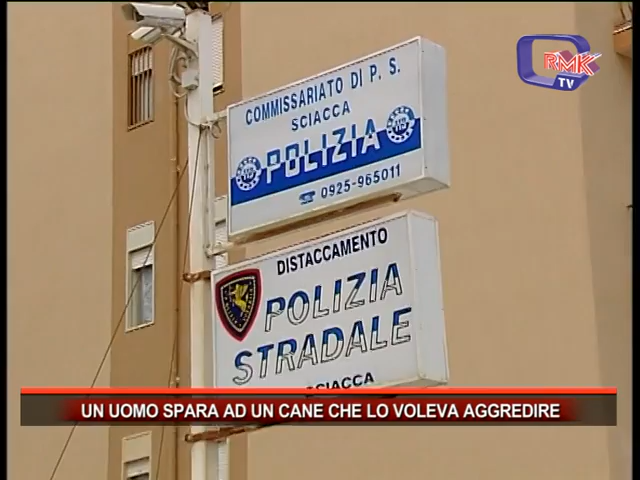 RMK
TV
COMMISSARIATO DI P. S.
SCIACCA
POLIZIA
0925-965011
DISTACCAMENTO
POLIZIA
STRADALE
SCIACCA
UN UOMO SPARA AD UN CANE CHE LO VOLEVA AGGREDIRE